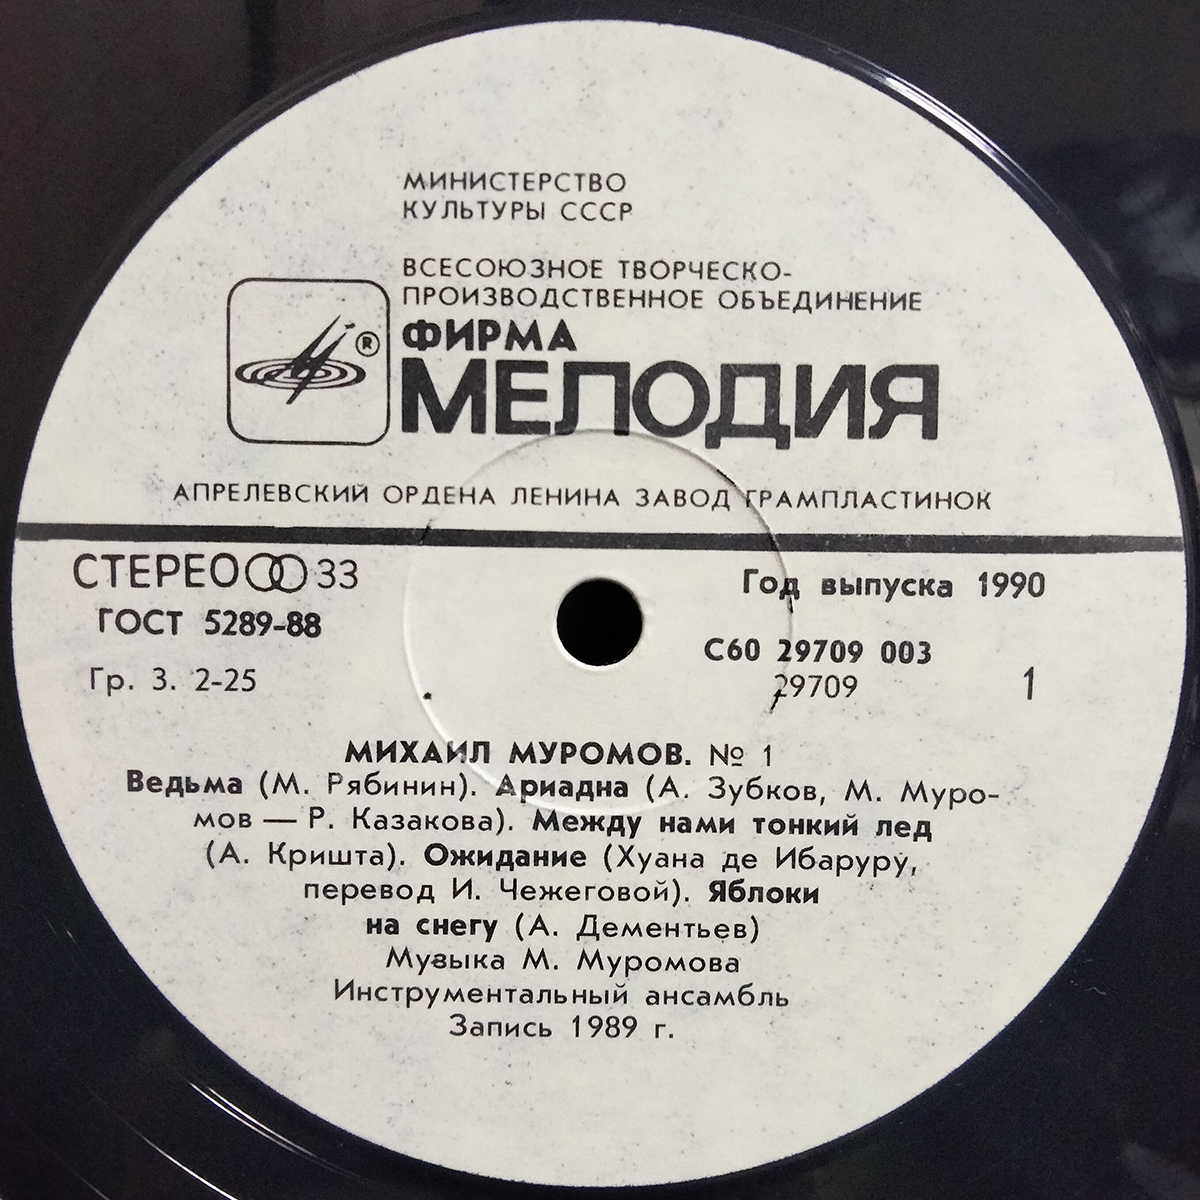 МИНИСТЕРСТВО
КУЛЬТУРЫ СССР
ВСЕСОЮЗНОЕ ТВОРЧЕСКО-
ПРОИЗВОДСТВЕННОЕ ОБЪЕДИНЕНИЕ
®
ФИРМА
МЕЛОДИЯ
АПРЕЛЕВСКИЙ ОРДЕНА ЛЕНИНА ЗАВОД ГРАМПЛАСТИНОК
СТЕРЕО 33
ГОСТ 5289-88
Гр. 3. 2-25
Год выпуска 1990
С60 29709 003
29709
1
МИХАИЛ МУРОМОВ. № 1
Ведьма (М. Рябинин). Ариадна (А. Зубков, М. Муро-
мов — Р. Казакова). Между нами тонкий лед
(А. Кришта). Ожидание (Хуана де Ибаруру,
перевод И. Чежеговой). Яблоки
на снегу (А. Дементьев)
Музыка М. Муромова
Инструментальный ансамбль
Запись 1989 г.